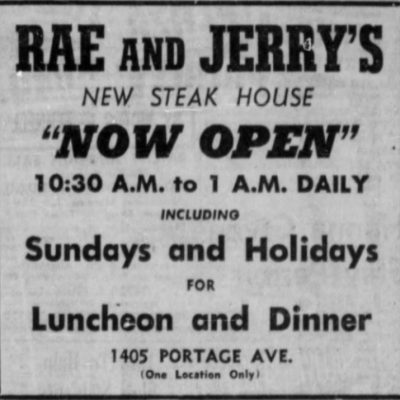 RAE AND JERRY'S
NEW STEAK HOUSE
"NOW OPEN"
10:30 A.M. to 1 A.M. DAILY
INCLUDING
Sundays and Holidays
FOR
Luncheon and Dinner
1405 PORTAGE AVE.
(One Location Only)